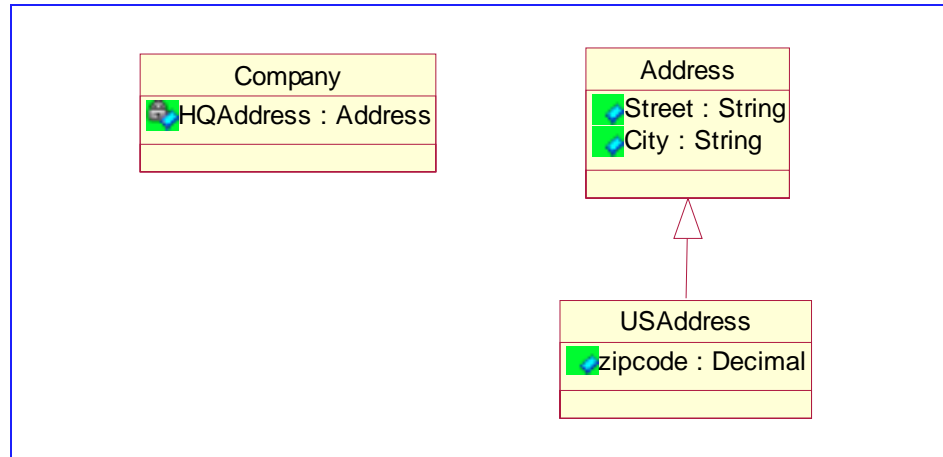 Company
HQAddress : Address
Address
Street : String
City : String
USAddress
zipcode : Decimal